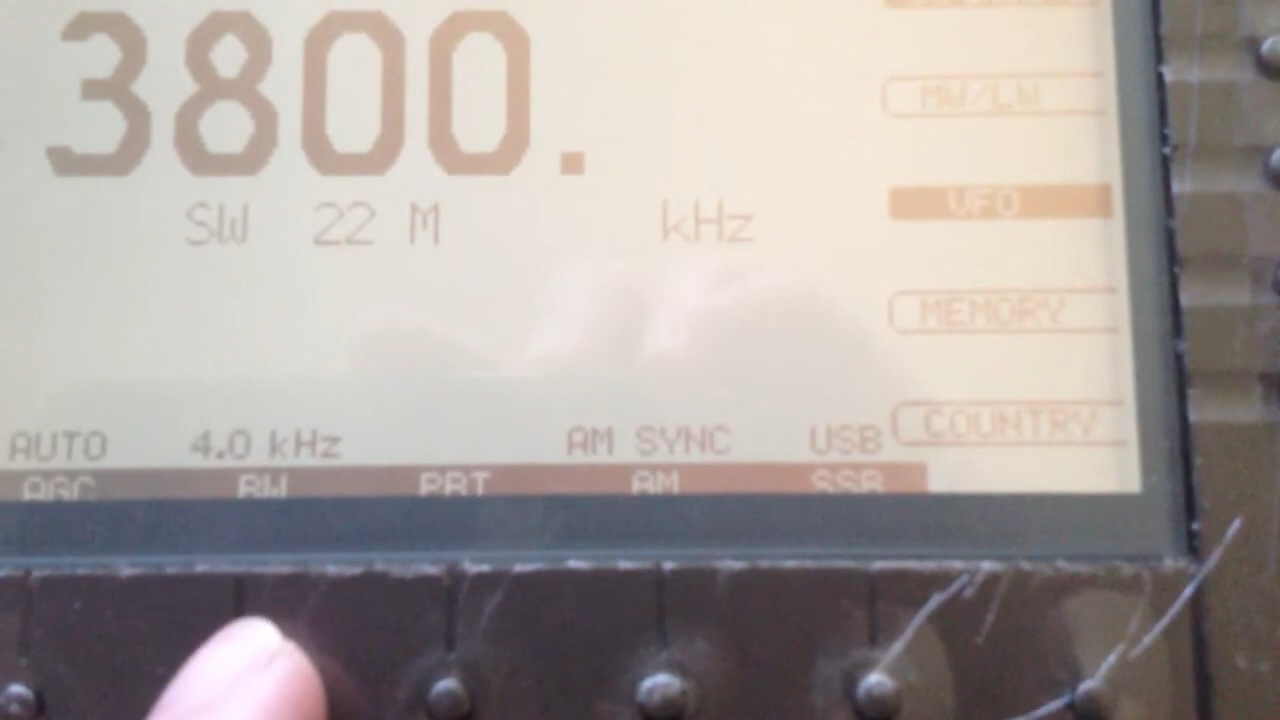 3800.
MW/LW
SW 22 M kHz
VFO
MEMORY
COUNTRY
AUTO 4.0 kHz AM SYNC USB
AGC BW PBT AM SSB